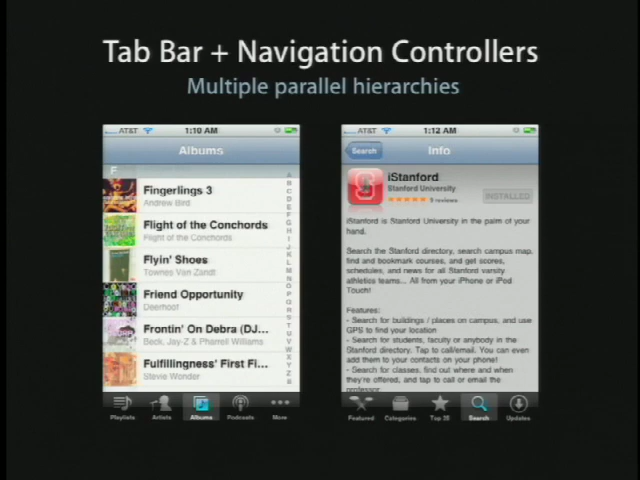 Tab Bar + Navigation Controllers
Multiple parallel hierarchies
AT&T 1:10 AM
Albums
F
Fingerlings 3
Andrew Bird
Flight of the Conchords
Flight of the Conchords
Flyin' Shoes
Townes Van Zandt
Friend Opportunity
Deerhoof
Frontin' On Debra (DJ...
Beck, Jay-Z & Pharrell Williams
Fulfillingness' First Fi...
Stevie Wonder
Playlists Artists Albums Podcasts More
AT&T 1:12 AM
Search Info
iStanford
Stanford University
9 reviews
INSTALLED
iStanford is Stanford University in the palm of your
hand.
Search the Stanford directory, search campus map,
find and bookmark courses, and get scores,
schedules, and news for all Stanford varsity
athletics teams... All from your iPhone or iPod
Touch!
Features:
- Search for buildings / places on campus, and use
GPS to find your location
- Search for students, faculty or anybody in the
Stanford directory. Tap to call/email. You can even
add them to your contacts on your phone!
- Search for classes, find out where and when
they're offered, and tap to call or email the
professor
Featured Categories Top 25 Search Updates